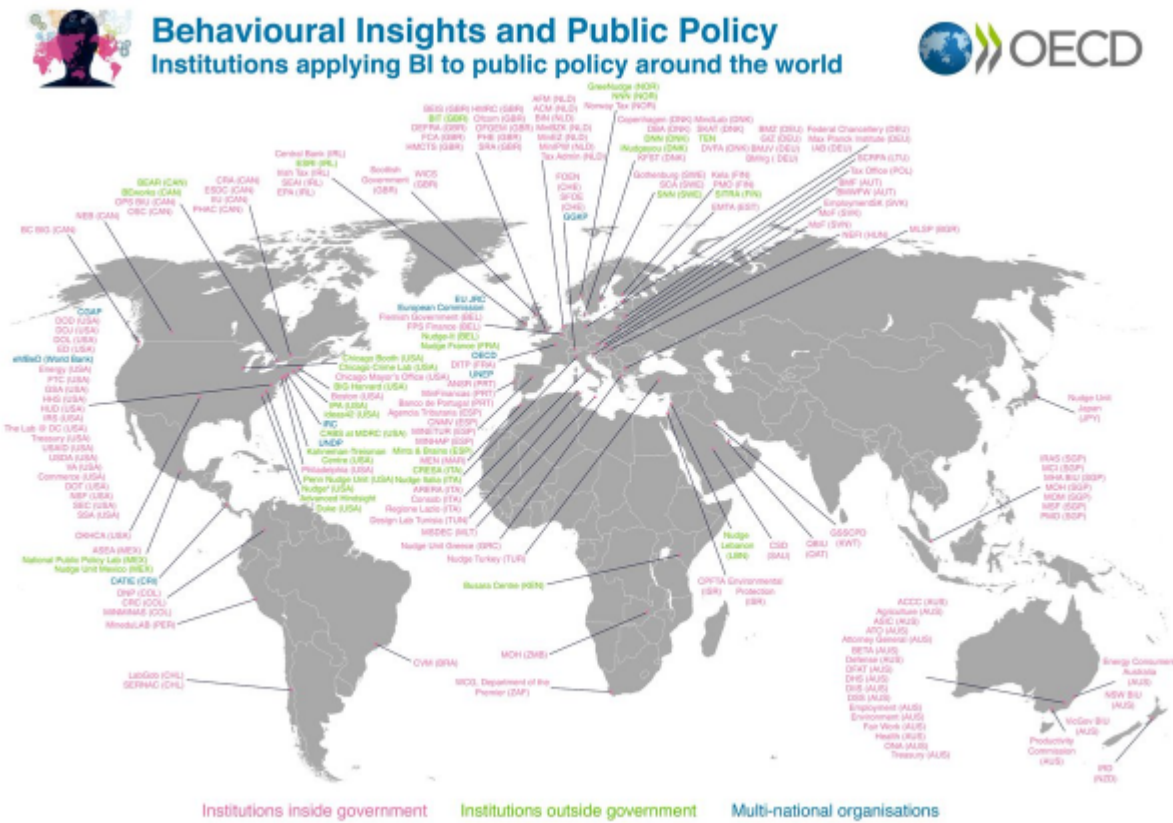 Behavioural Insights and Public Policy
Institutions applying BI to public policy around the world
OECD
GreeNudge (NOR)
NNN (NOR)
Norway Tax (NOR)
AFM (NLD)
ACM (NLD)
BIN (NLD)
MinBZK (NLD)
MinEZ (NLD)
MinIPW (NLD)
Tax Admin (NLD)
BEIS (GBR) HMRC (GBR)
BIT (GBR) Ofcom (GBR)
DEFRA (GBR) OFGEM (GBR)
FCA (GBR) PHE (GBR)
HMCTS (GBR) SRA (GBR)
Copenhagen (DNK) MindLab (DNK)
DBA (DNK) SKAT (DNK)
DNN (DNK) TEN
iNudgeyou (DNK) DVFA (DNK)
KFST (DNK)
BMZ (DEU)
GIZ (DEU)
BMJV (DEU)
BMVg (DEU)
Federal Chancellery (DEU)
Max Planck Institute (DEU)
IAB (DEU)
SCRPA (LTU)
Tax Office (POL)
BMF (AUT)
BMWFW (AUT)
EmploymentSK (SVK)
MoF (SVK)
MoF (SVN)
NEFI (HUN)
MLSP (BGR)
Central Bank (IRL)
ESRI (IRL)
Irish Tax (IRL)
SEAI (IRL)
EPA (IRL)
Scottish
Government
(GBR)
WICS
(GBR)
FOEN
(CHE)
SFOE
(CHE)
GGKP
Gothenburg (SWE)
SCA (SWE)
SNN (SWE)
Kela (FIN)
PMO (FIN)
SITRA (FIN)
EMTA (EST)
BEAR (CAN)
BEworks (CAN)
OPS BIU (CAN)
OSC (CAN)
CRA (CAN)
ESDC (CAN)
IIU (CAN)
PHAC (CAN)
NEB (CAN)
BC BIG (CAN)
CGAP
DOD (USA)
DOJ (USA)
DOL (USA)
ED (USA)
eMBeD (World Bank)
Energy (USA)
FTC (USA)
GSA (USA)
HHS (USA)
HUD (USA)
IRS (USA)
The Lab @ DC (USA)
Treasury (USA)
USAID (USA)
USDA (USA)
VA (USA)
Commerce (USA)
DOT (USA)
NSF (USA)
SEC (USA)
SSA (USA)
OKHCA (USA)
Chicago Booth (USA)
Chicago Crime Lab (USA)
Chicago Mayor's Office (USA)
BIG Harvard (USA)
Boston (USA)
IPA (USA)
Ideas42 (USA)
IRC
CABS at MDRC (USA)
UNDP
Kahneman-Treisman
Centre (USA)
Philadelphia (USA)
Penn Nudge Unit (USA)
Nudge* (USA)
Advanced Hindsight
Duke (USA)
EU JRC
European Commission
Flemish Government (BEL)
FPS Finance (BEL)
Nudge-it (BEL)
Nudge France (FRA)
OECD
DITP (FRA)
UNEP
ANSR (PRT)
MinFinancas (PRT)
Banco de Portugal (PRT)
Agencia Tributaria (ESP)
CNMV (ESP)
MINETUR (ESP)
MINHAP (ESP)
Mints & Brains (ESP)
MEN (MAR)
CRESA (ITA)
Nudge Italia (ITA)
ARERA (ITA)
Consob (ITA)
Regione Lazio (ITA)
Design Lab Tunisia (TUN)
MSDEC (MLT)
Nudge Unit Greece (GRC)
Nudge Turkey (TUR)
Busara Centre (KEN)
MOH (ZMB)
WCG, Department of the
Premier (ZAF)
Nudge
Lebanon
(LBN)
CSD
(SAU)
QBIU
(QAT)
GSSCPD
(KWT)
CPFTA
(ISR)
Environmental
Protection
(ISR)
Nudge Unit
Japan
(JPY)
IRAS (SGP)
MCI (SGP)
MHA BIU (SGP)
MOH (SGP)
MOM (SGP)
MSF (SGP)
PMO (SGP)
ASEA (MEX)
National Public Policy Lab (MEX)
Nudge Unit Mexico (MEX)
CATIE (CRI)
DNP (COL)
CRC (COL)
MINMINAS (COL)
MineduLAB (PER)
LabGob (CHL)
SERNAC (CHL)
CVM (BRA)
ACCC (AUS)
Agriculture (AUS)
ASIC (AUS)
ATO (AUS)
Attorney General (AUS)
BETA (AUS)
Defense (AUS)
DFAT (AUS)
DHS (AUS)
DIIS (AUS)
DSS (AUS)
Employment (AUS)
Environment (AUS)
Fair Work (AUS)
Health (AUS)
ONA (AUS)
Treasury (AUS)
Energy Consumer
Australia
(AUS)
NSW BIU
(AUS)
VicGov BIU
(AUS)
Productivity
Commission
(AUS)
IRD
(NZD)
Institutions inside government
Institutions outside government
Multi-national organisations